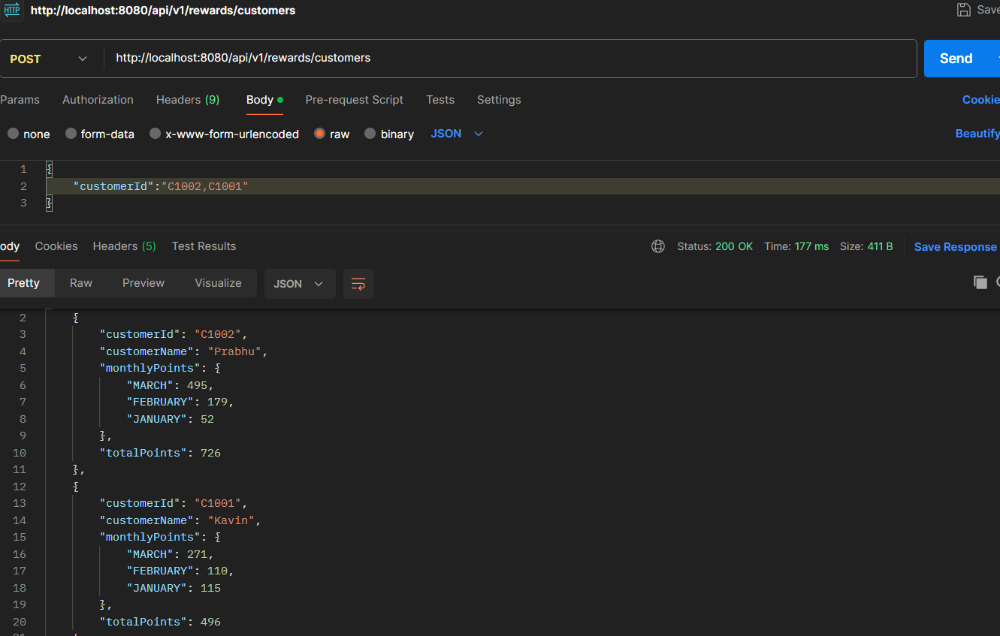 HTTP http://localhost:8080/api/v1/rewards/customers Save
POST http://localhost:8080/api/v1/rewards/customers Send
Params Authorization Headers (9) Body Pre-request Script Tests Settings Cookie
none form-data x-www-form-urlencoded raw binary JSON Beautify
1 {
2 "customerId":"C1002,C1001"
3 }
ody Cookies Headers (5) Test Results Status: 200 OK Time: 177 ms Size: 411 B Save Response
Pretty Raw Preview Visualize JSON
2 {
3 "customerId": "C1002",
4 "customerName": "Prabhu",
5 "monthlyPoints": {
6 "MARCH": 495,
7 "FEBRUARY": 179,
8 "JANUARY": 52
9 },
10 "totalPoints": 726
11 },
12 {
13 "customerId": "C1001",
14 "customerName": "Kavin",
15 "monthlyPoints": {
16 "MARCH": 271,
17 "FEBRUARY": 110,
18 "JANUARY": 115
19 },
20 "totalPoints": 496